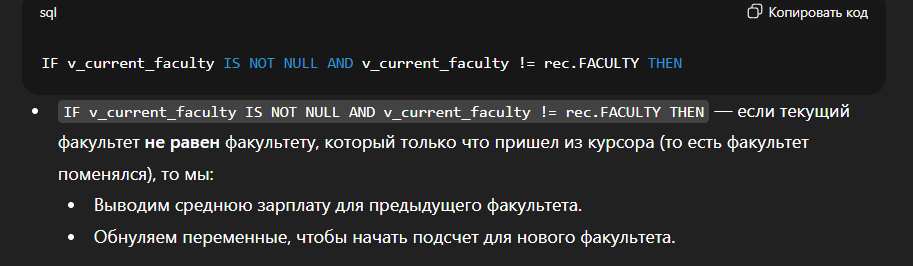 sql
Копировать код
IF v_current_faculty IS NOT NULL AND v_current_faculty != rec.FACULTY THEN
• IF v_current_faculty IS NOT NULL AND v_current_faculty != rec.FACULTY THEN — если текущий
факультет не равен факультету, который только что пришел из курсора (то есть факультет
поменялся), то мы:
• Выводим среднюю зарплату для предыдущего факультета.
• Обнуляем переменные, чтобы начать подсчет для нового факультета.